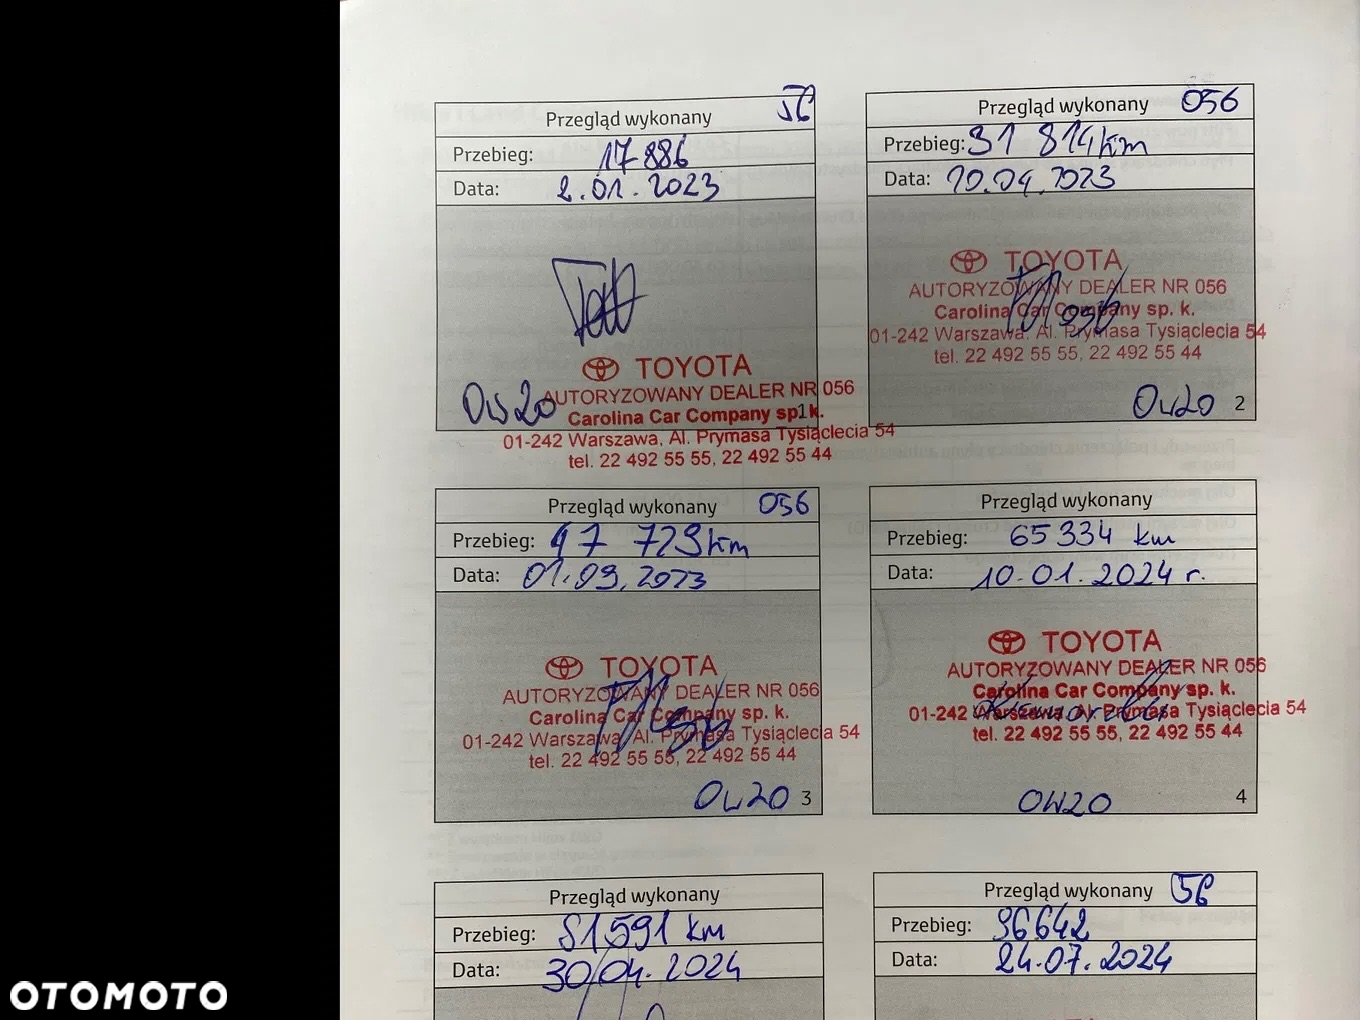 Przegląd wykonany 56
Przebieg: 17 886
Data: 2.01.2023
TOYOTA
0W20 AUTORYZOWANY DEALER NR 056
Carolina Car Company sp. k.
1
01-242 Warszawa, Al. Prymasa Tysiąclecia 54
tel. 22 492 55 55, 22 492 55 44
Przegląd wykonany 056
Przebieg: 31 814 km
Data: 10.04.2023
TOYOTA
AUTORYZOWANY DEALER NR 056
Carolina Car Company sp. k.
01-242 Warszawa, Al. Prymasa Tysiąclecia 54
tel. 22 492 55 55, 22 492 55 44
0w20 2
Przegląd wykonany 056
Przebieg: 47 729 km
Data: 01.09.2023
TOYOTA
AUTORYZOWANY DEALER NR 056
Carolina Car Company sp. k.
01-242 Warszawa, Al. Prymasa Tysiąclecia 54
tel. 22 492 55 55, 22 492 55 44
0w20 3
Przegląd wykonany
Przebieg: 65 334 km
Data: 10.01.2024 r.
TOYOTA
AUTORYZOWANY DEALER NR 056
Carolina Car Company sp. k.
01-242 Warszawa, Al. Prymasa Tysiąclecia 54
tel. 22 492 55 55, 22 492 55 44
0W20 4
Przegląd wykonany
Przebieg: 81 591 km
Data: 30.04.2024
Przegląd wykonany 56
Przebieg: 96642
Data: 24.07.2024
OTOMOTO